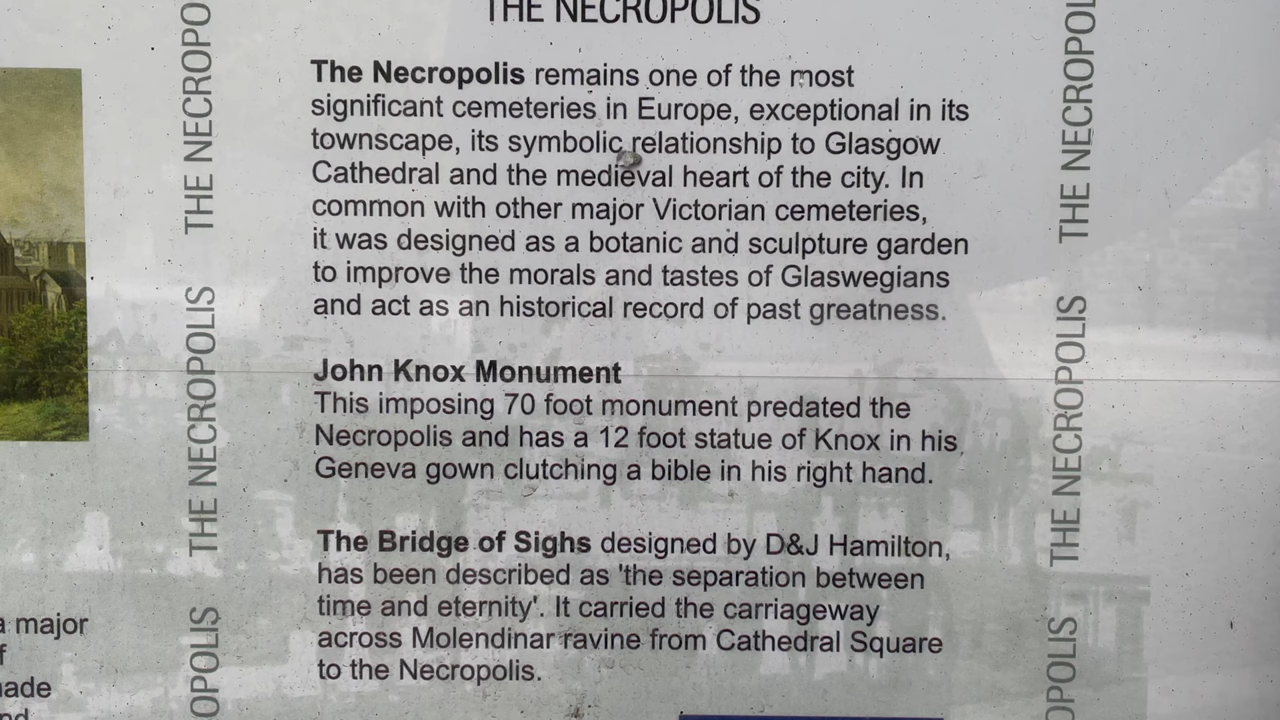 THE NECROPOLIS
The Necropolis remains one of the most
significant cemeteries in Europe, exceptional in its
townscape, its symbolic relationship to Glasgow
Cathedral and the medieval heart of the city. In
common with other major Victorian cemeteries,
it was designed as a botanic and sculpture garden
to improve the morals and tastes of Glaswegians
and act as an historical record of past greatness.
John Knox Monument
This imposing 70 foot monument predated the
Necropolis and has a 12 foot statue of Knox in his
Geneva gown clutching a bible in his right hand.
The Bridge of Sighs designed by D&J Hamilton,
has been described as 'the separation between
time and eternity'. It carried the carriageway
across Molendinar ravine from Cathedral Square
to the Necropolis.
THE NECROPO
THE NECROPOLIS
OPOLIS
THE NECROPOL
THE NECROPOLIS
OPOLIS
a major